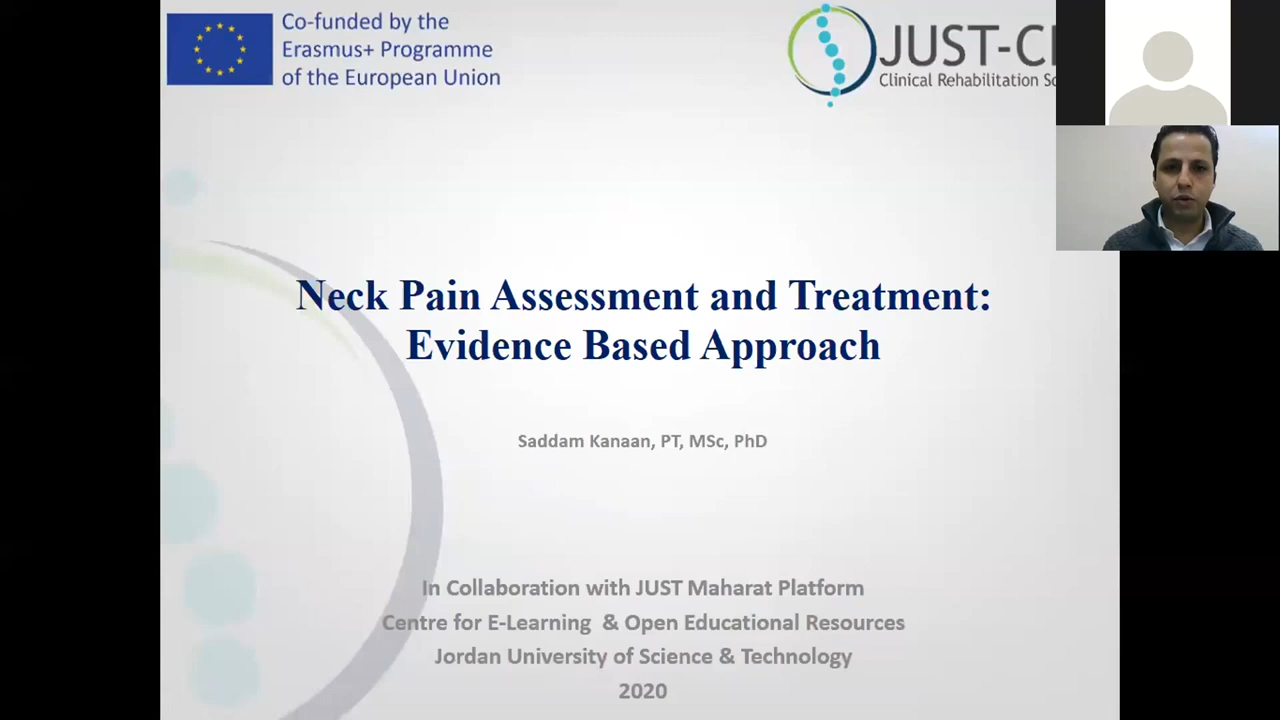 Co-funded by the
Erasmus+ Programme
of the European Union
JUST-C
Clinical Rehabilitation
Neck Pain Assessment and Treatment:
Evidence Based Approach
Saddam Kanaan, PT, MSc, PhD
In Collaboration with JUST Maharat Platform
Centre for E-Learning & Open Educational Resources
Jordan University of Science & Technology
2020